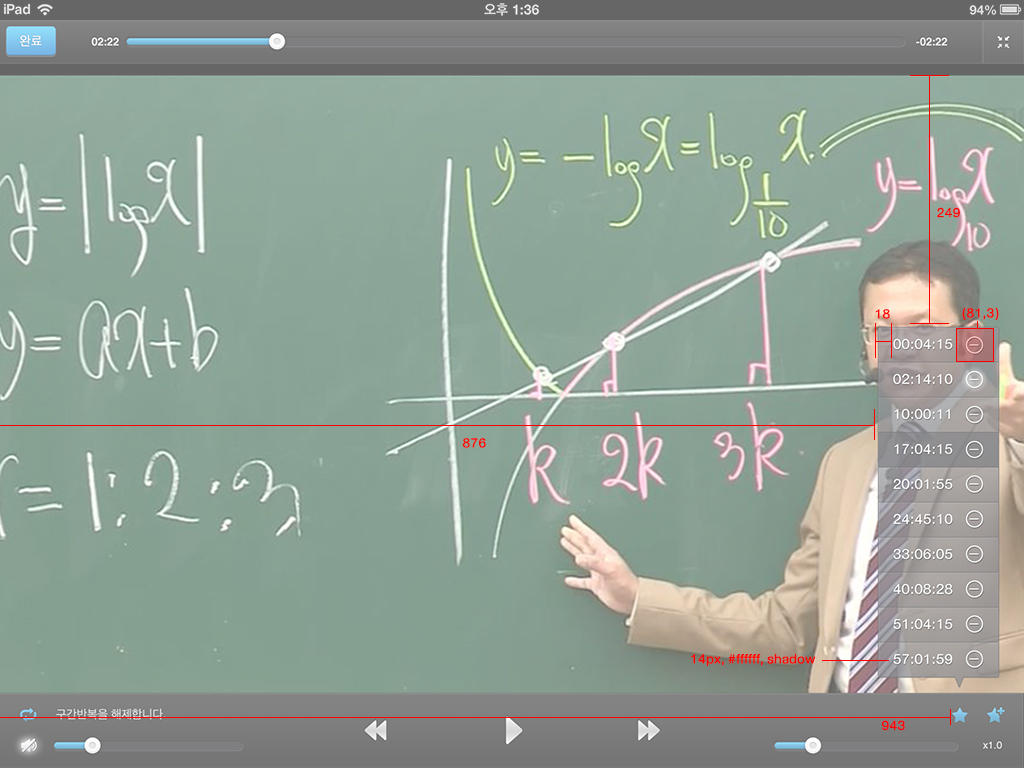 iPad 오후 1:36 94%
완료 02:22 -02:22
y=|log x|
y=ax+b
y=-log x=log 1/10 x.
y=log 10 x
249
18 (81,3)
00:04:15
02:14:10
10:00:11
876
k 2k 3k
17:04:15
=1:2:3
20:01:55
24:45:10
33:06:05
40:08:28
51:04:15
14px, #ffffff, shadow 57:01:59
구간반복을 해제합니다
943
x1.0